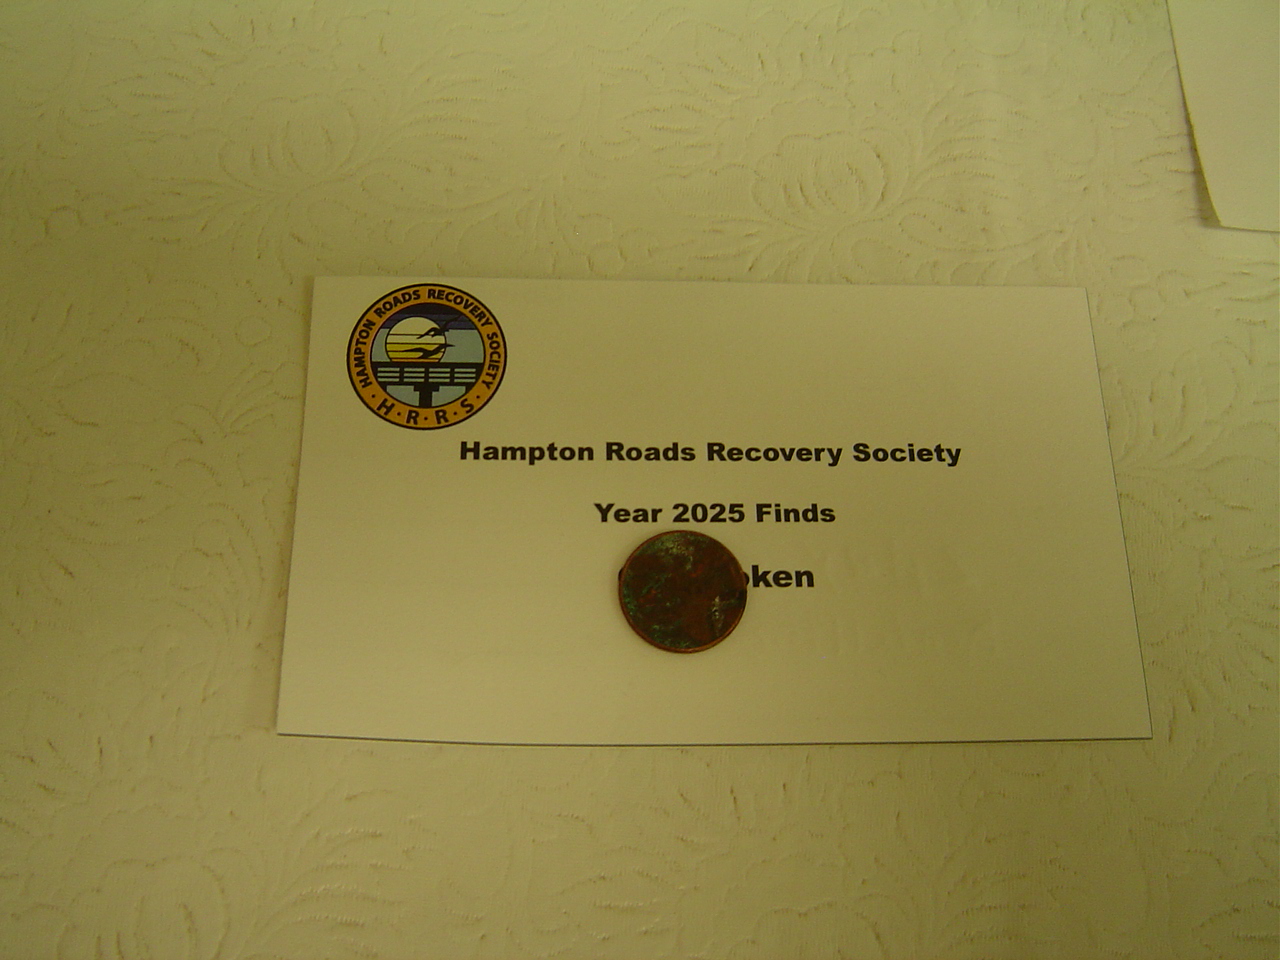 HAMPTON ROADS RECOVERY SOCIETY
· H · R · R · S ·
Hampton Roads Recovery Society
Year 2025 Finds